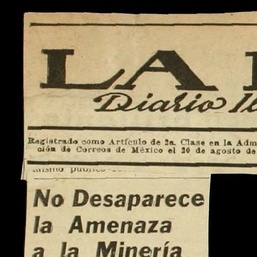 LA
Diario Il
Registrado como Artículo de 2a. Clase en la Adm
ción de Correos de México el 20 de agosto de
No Desaparece
la Amenaza
a la Minería